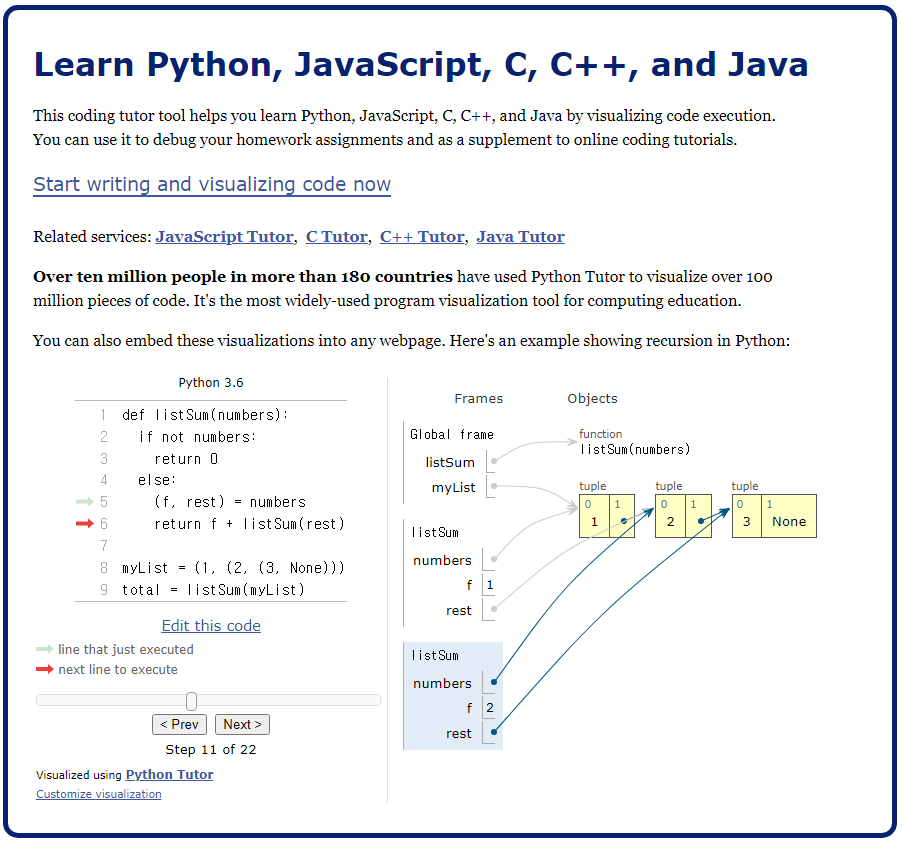 Learn Python, JavaScript, C, C++, and Java
This coding tutor tool helps you learn Python, JavaScript, C, C++, and Java by visualizing code execution.
You can use it to debug your homework assignments and as a supplement to online coding tutorials.
Start writing and visualizing code now
Related services: JavaScript Tutor, C Tutor, C++ Tutor, Java Tutor
Over ten million people in more than 180 countries have used Python Tutor to visualize over 100
million pieces of code. It's the most widely-used program visualization tool for computing education.
You can also embed these visualizations into any webpage. Here's an example showing recursion in Python:
Python 3.6
1 def listSum(numbers):
2   if not numbers:
3     return 0
4   else:
5     (f, rest) = numbers
6     return f + listSum(rest)
7
8 myList = (1, (2, (3, None)))
9 total = listSum(myList)
Edit this code
line that just executed
next line to execute
< Prev Next >
Step 11 of 22
Visualized using Python Tutor
Customize visualization
Frames Objects
Global frame
listSum
myList
function
listSum(numbers)
tuple tuple tuple
0 1 0 1 0 1
1 2 3 None
listSum
numbers
f 1
rest
listSum
numbers
f 2
rest